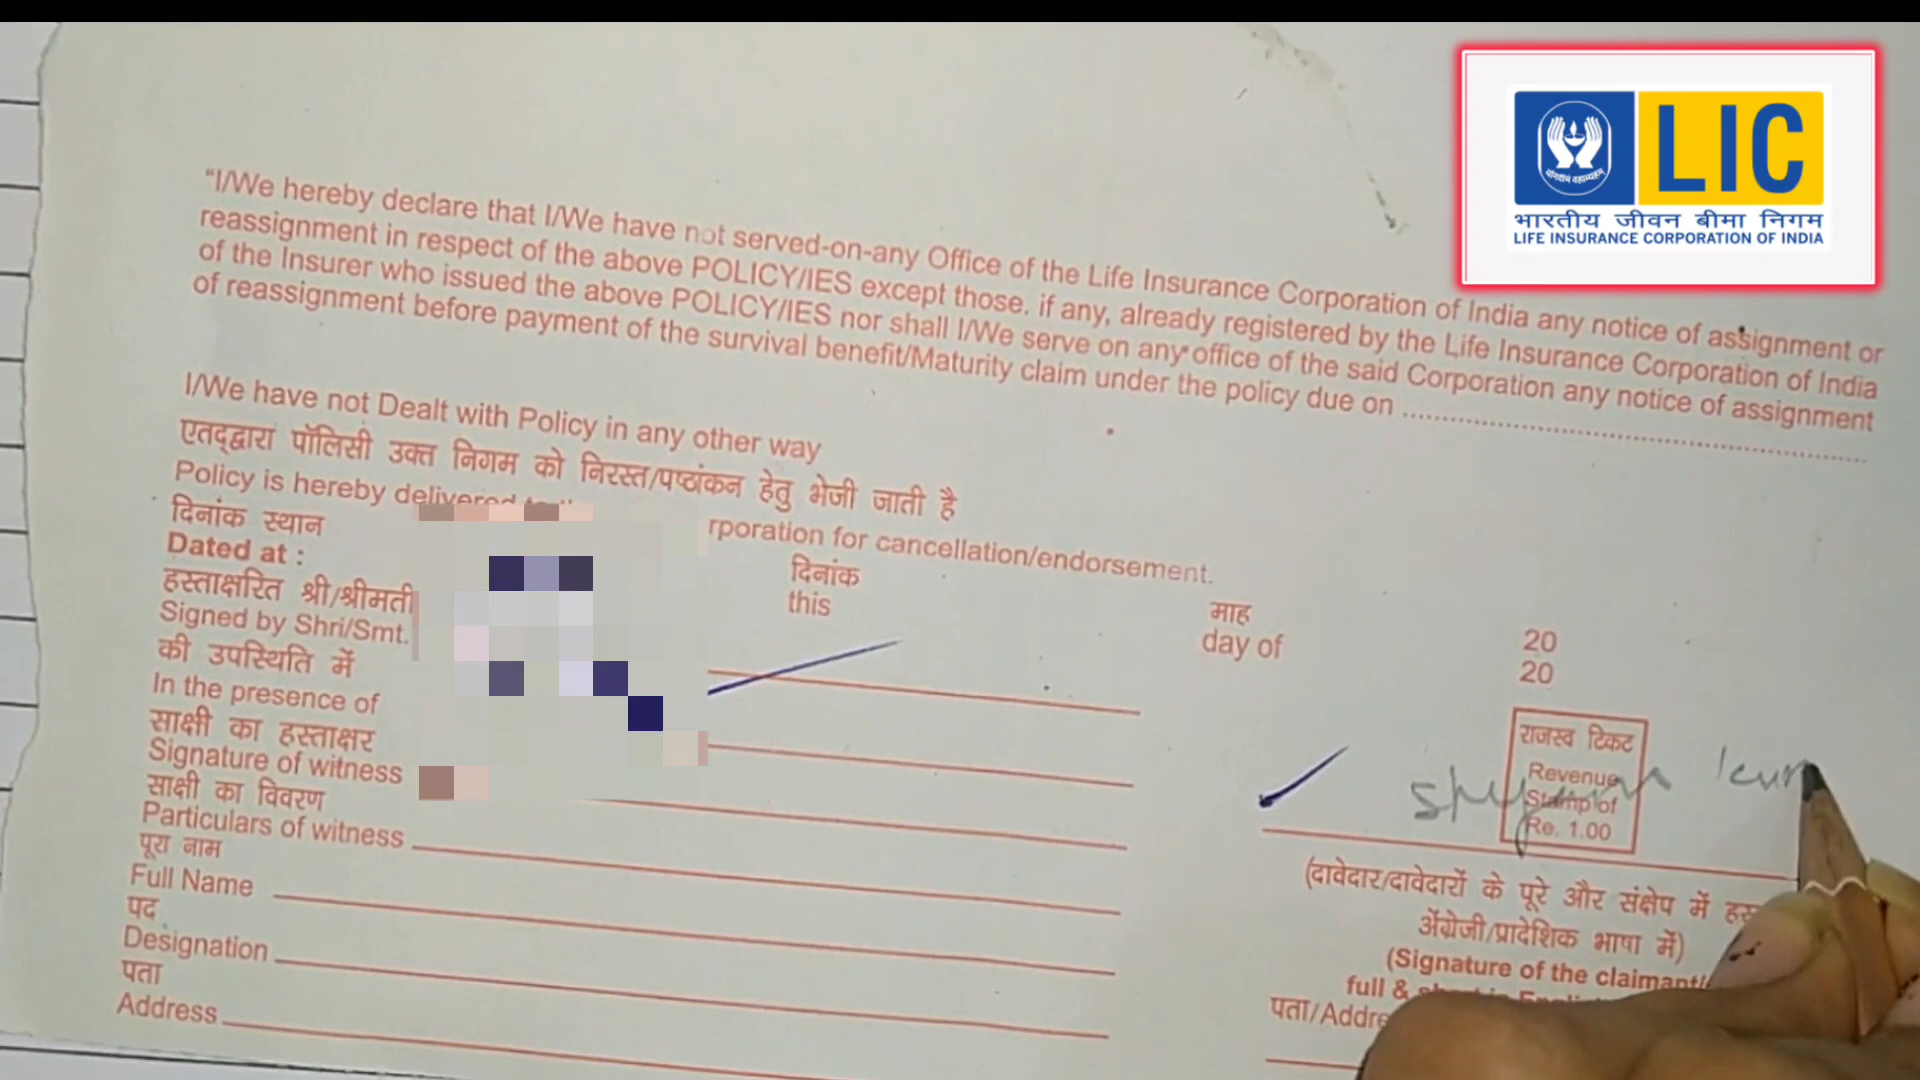 LIC
भारतीय जीवन बीमा निगम
LIFE INSURANCE CORPORATION OF INDIA
"I/We hereby declare that I/We have not served-on-any Office of the Life Insurance Corporation of India any notice of assignment or
reassignment in respect of the above POLICY/IES except those. if any, already registered by the Life Insurance Corporation of India
of the Insurer who issued the above POLICY/IES nor shall I/We serve on any office of the said Corporation any notice of assignment
of reassignment before payment of the survival benefit/Maturity claim under the policy due on
I/We have not Dealt with Policy in any other way
एतद्द्वारा पॉलिसी उक्त निगम को निरस्त/पष्ठांकन हेतु भेजी जाती है
Policy is hereby delivered rporation for cancellation/endorsement.
दिनांक स्थान दिनांक माह 20
Dated at : this day of 20
हस्ताक्षरित श्री/श्रीमती
Signed by Shri/Smt.
की उपस्थिति में
In the presence of
साक्षी का हस्ताक्षर
Signature of witness
साक्षी का विवरण
Particulars of witness
पूरा नाम
Full Name
पद
Designation
पता
Address
राजस्व टिकट
Revenue
Stamp of
Re. 1.00
Shyam Kum
(दावेदार/दावेदारों के पूरे और संक्षेप में
अँग्रेजी/प्रादेशिक भाषा में)
(Signature of the claimant/
full &
पता/Addre